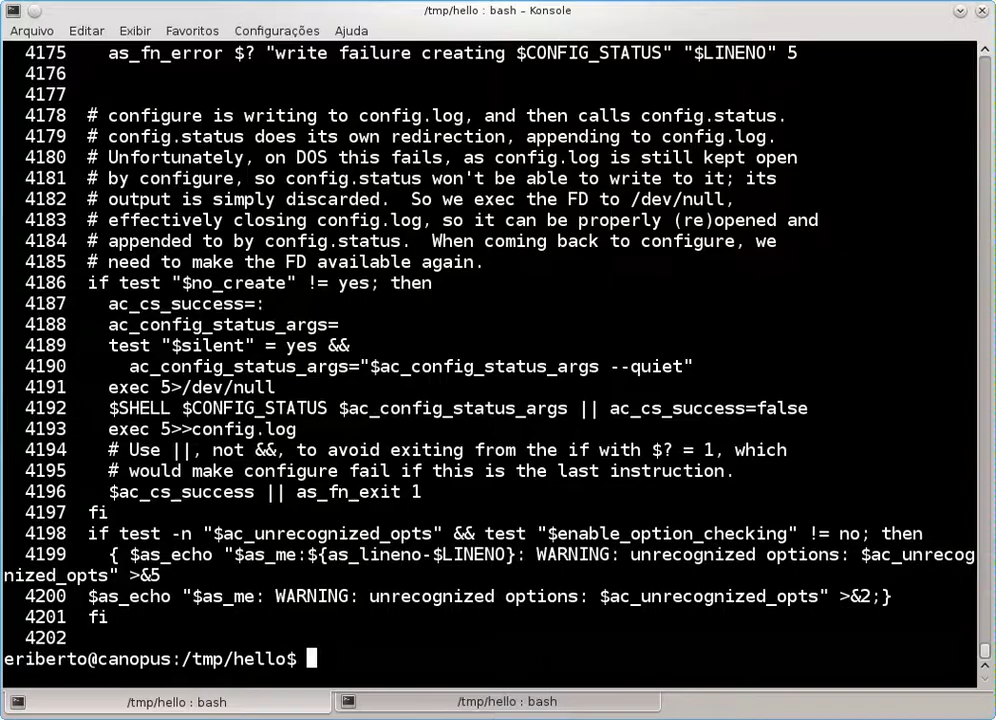 /tmp/hello : bash – Konsole
Arquivo Editar Exibir Favoritos Configurações Ajuda
4175 as_fn_error $? "write failure creating $CONFIG_STATUS" "$LINENO" 5
4176
4177
4178 # configure is writing to config.log, and then calls config.status.
4179 # config.status does its own redirection, appending to config.log.
4180 # Unfortunately, on DOS this fails, as config.log is still kept open
4181 # by configure, so config.status won't be able to write to it; its
4182 # output is simply discarded.  So we exec the FD to /dev/null,
4183 # effectively closing config.log, so it can be properly (re)opened and
4184 # appended to by config.status.  When coming back to configure, we
4185 # need to make the FD available again.
4186 if test "$no_create" != yes; then
4187   ac_cs_success=:
4188   ac_config_status_args=
4189   test "$silent" = yes &&
4190     ac_config_status_args="$ac_config_status_args --quiet"
4191   exec 5>/dev/null
4192   $SHELL $CONFIG_STATUS $ac_config_status_args || ac_cs_success=false
4193   exec 5>>config.log
4194   # Use ||, not &&, to avoid exiting from the if with $? = 1, which
4195   # would make configure fail if this is the last instruction.
4196   $ac_cs_success || as_fn_exit 1
4197 fi
4198 if test -n "$ac_unrecognized_opts" && test "$enable_option_checking" != no; then
4199   { $as_echo "$as_me:${as_lineno-$LINENO}: WARNING: unrecognized options: $ac_unrecog
nized_opts" >&5
4200 $as_echo "$as_me: WARNING: unrecognized options: $ac_unrecognized_opts" >&2;}
4201 fi
4202
eriberto@canopus:/tmp/hello$
/tmp/hello : bash
/tmp/hello : bash